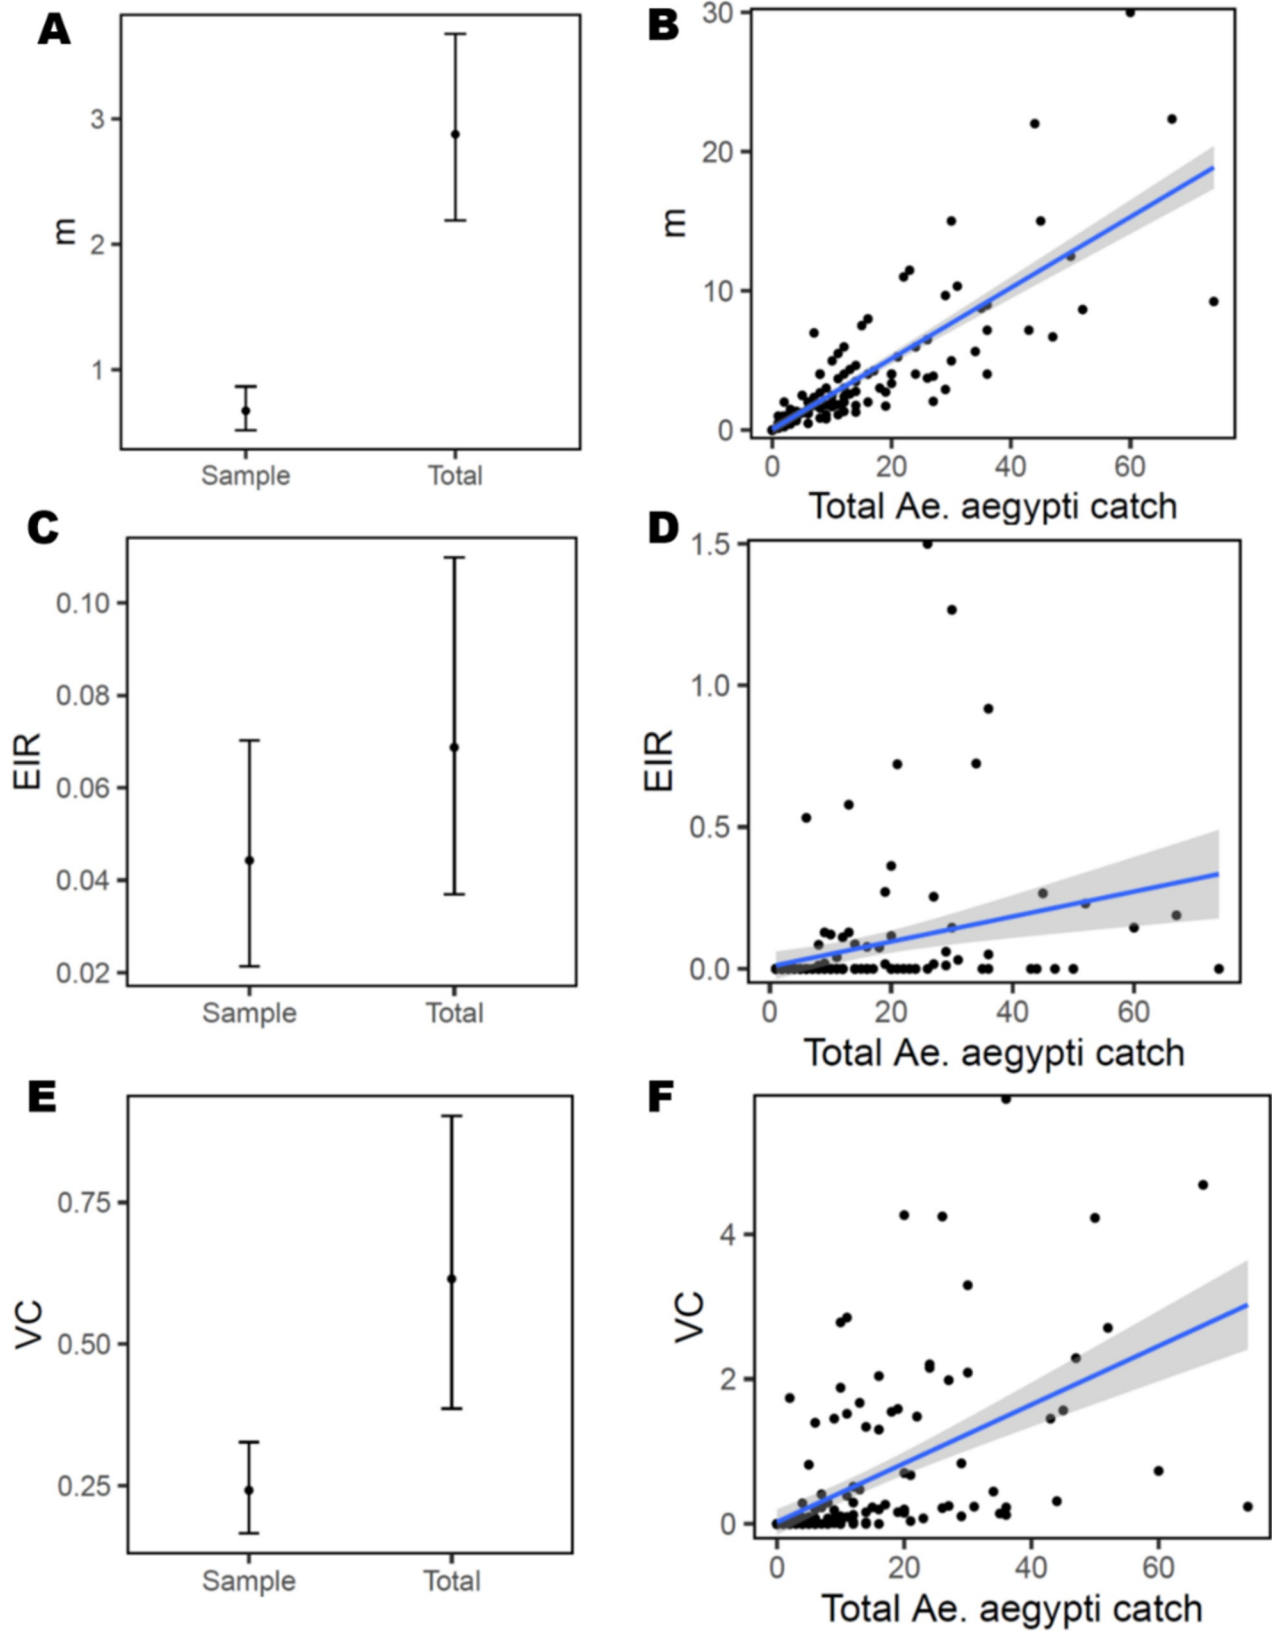 A
m
3
2
1
Sample Total
B
m
30
20
10
0
0 20 40 60
Total Ae. aegypti catch
C
EIR
0.10
0.08
0.06
0.04
0.02
Sample Total
D
EIR
1.5
1.0
0.5
0.0
0 20 40 60
Total Ae. aegypti catch
E
VC
0.75
0.50
0.25
Sample Total
F
VC
4
2
0
0 20 40 60
Total Ae. aegypti catch